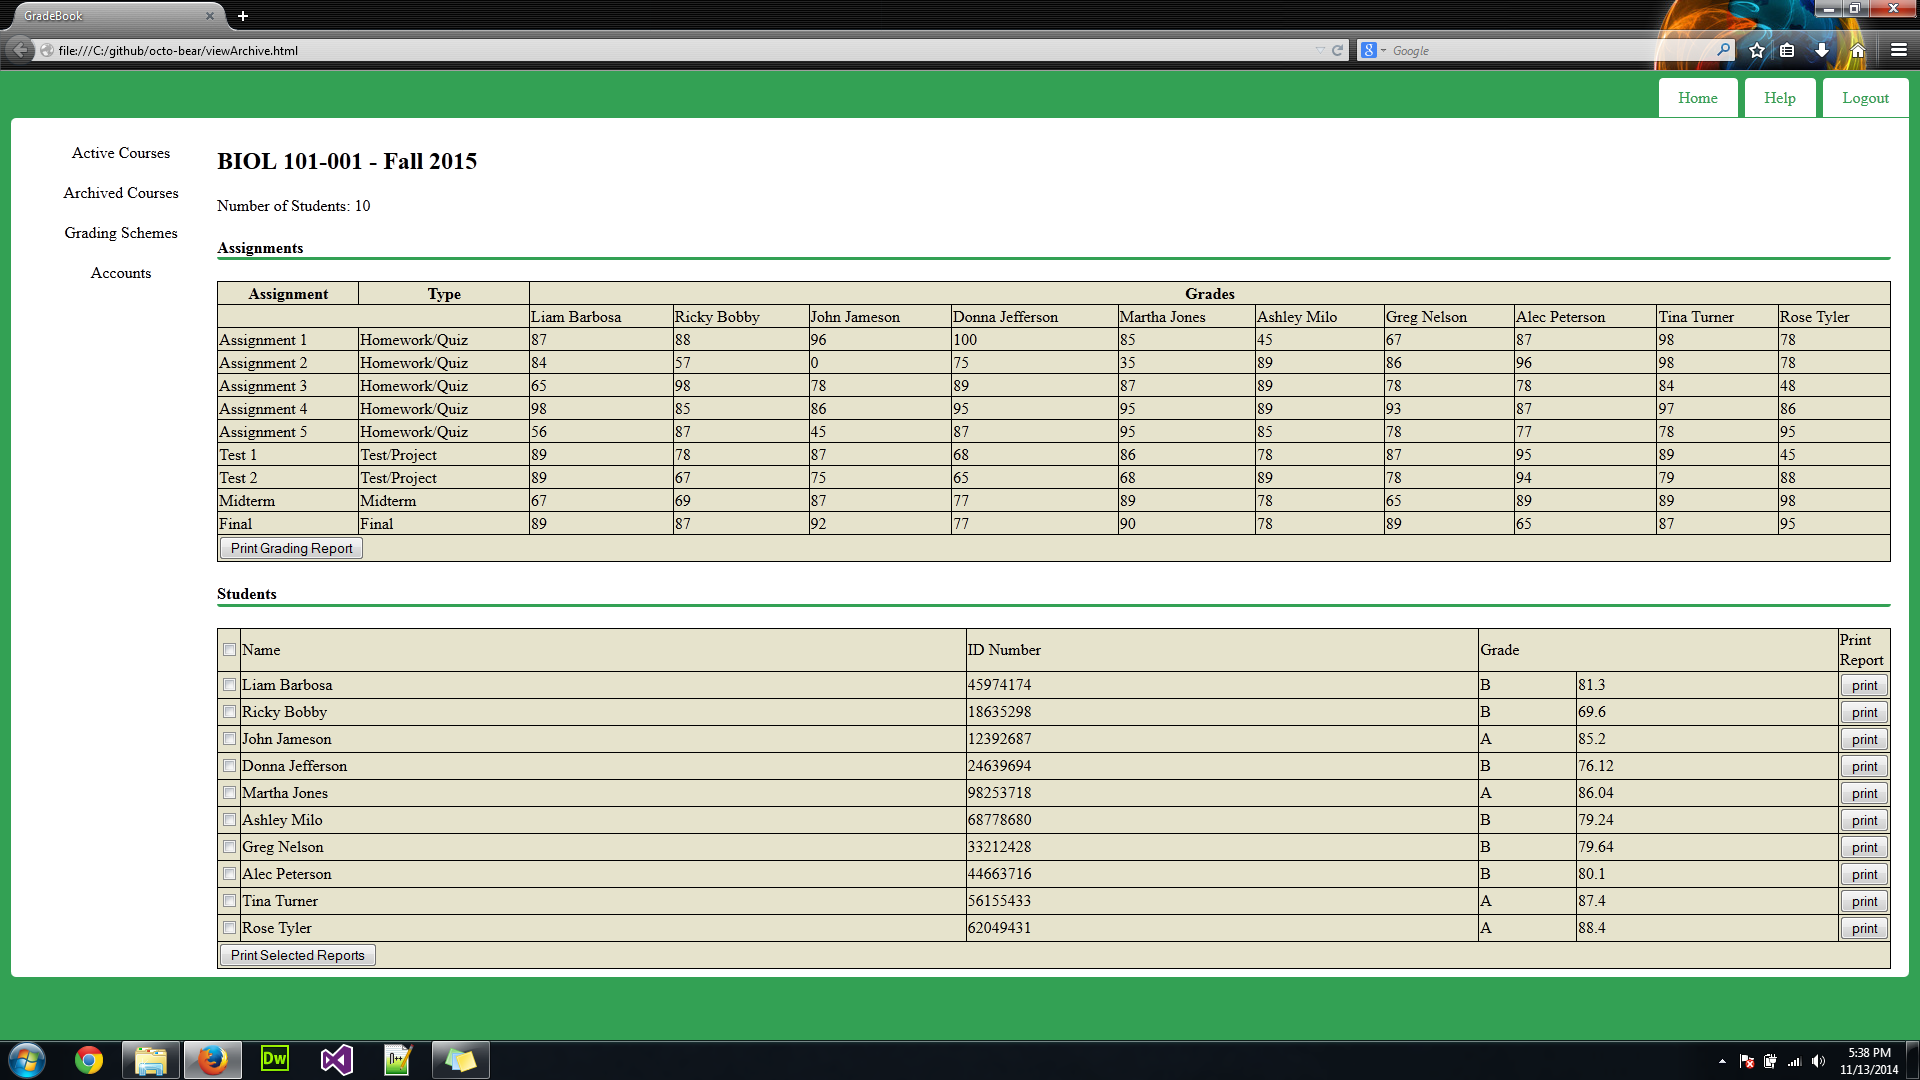 GradeBook
file:///C:/github/octo-bear/viewArchive.html
Google
Home Help Logout
Active Courses
Archived Courses
Grading Schemes
Accounts
BIOL 101-001 - Fall 2015
Number of Students: 10
Assignments
Assignment Type Grades
Liam Barbosa Ricky Bobby John Jameson Donna Jefferson Martha Jones Ashley Milo Greg Nelson Alec Peterson Tina Turner Rose Tyler
Assignment 1 Homework/Quiz 87 88 96 100 85 45 67 87 98 78
Assignment 2 Homework/Quiz 84 57 0 75 35 89 86 96 98 78
Assignment 3 Homework/Quiz 65 98 78 89 87 89 78 78 84 48
Assignment 4 Homework/Quiz 98 85 86 95 95 89 93 87 97 86
Assignment 5 Homework/Quiz 56 87 45 87 95 85 78 77 78 95
Test 1 Test/Project 89 78 87 68 86 78 87 95 89 45
Test 2 Test/Project 89 67 75 65 68 89 78 94 79 88
Midterm Midterm 67 69 87 77 89 78 65 89 89 98
Final Final 89 87 92 77 90 78 89 65 87 95
Print Grading Report
Students
Name ID Number Grade Print Report
Liam Barbosa 45974174 B 81.3 print
Ricky Bobby 18635298 B 69.6 print
John Jameson 12392687 A 85.2 print
Donna Jefferson 24639694 B 76.12 print
Martha Jones 98253718 A 86.04 print
Ashley Milo 68778680 B 79.24 print
Greg Nelson 33212428 B 79.64 print
Alec Peterson 44663716 B 80.1 print
Tina Turner 56155433 A 87.4 print
Rose Tyler 62049431 A 88.4 print
Print Selected Reports
Dw
5:38 PM
11/13/2014